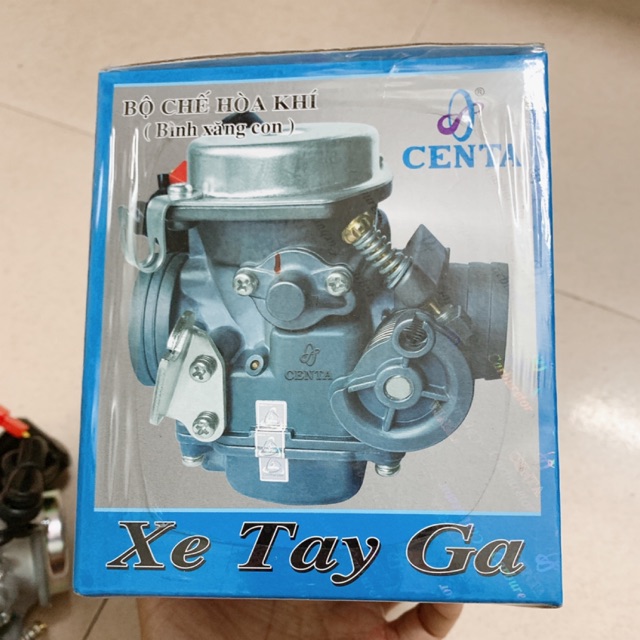 BỘ CHẾ HÒA KHÍ
( Bình xăng con )
®
CENTA
CENTA
Xe Tay Ga